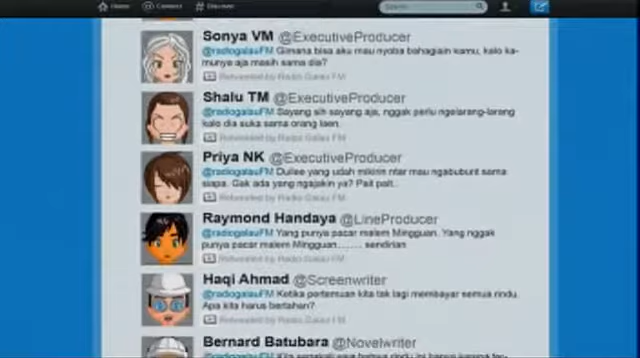 Home Connect Discover Search
Sonya VM @ExecutiveProducer
@radiogalauFM Gimana bisa aku mau nyoba bahagiain kamu, kalo ka-
munya aja masih sama dia?
Retweeted by Radio Galau FM
Shalu TM @ExecutiveProducer
@radiogalauFM Sayang sih sayang aja, nggak perlu ngelarang-larang
kalo dia suka sama orang laen.
Retweeted by Radio Galau FM
Priya NK @ExecutiveProducer
@radiogalauFM Duilee yang udah mikirin ntar mau ngabuburit sama
siapa. Gak ada yang ngajakin ya? Pait pait..
Retweeted by Radio Galau FM
Raymond Handaya @LineProducer
@radiogalauFM Yang punya pacar malem Mingguan. Yang nggak
punya pacar malem Mingguan........ sendirian
Retweeted by Radio Galau FM
Haqi Ahmad @Screenwriter
@radiogalauFM Ketika pertemuan kita tak lagi membayar semua rindu.
Apa kita harus bertahan?
Retweeted by Radio Galau FM
Bernard Batubara @Novelwriter
@radiogalauFM